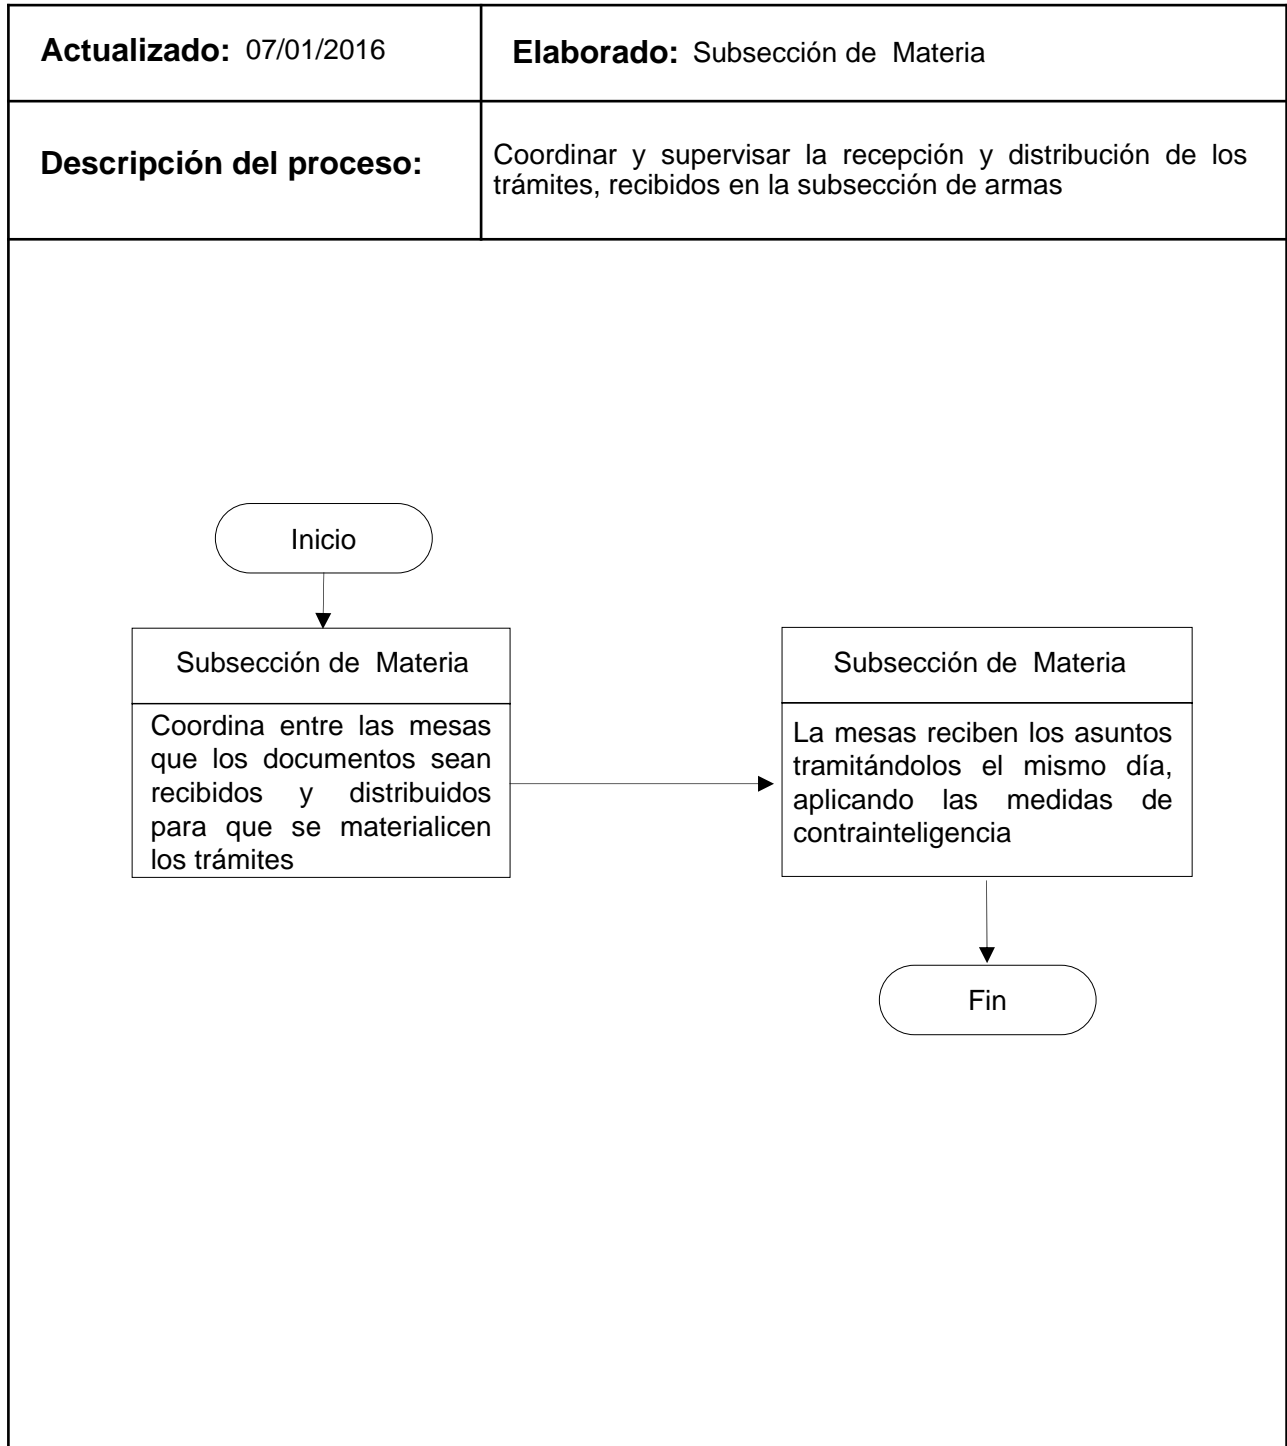 Actualizado: 07/01/2016
Elaborado: Subsección de Materia
Descripción del proceso:
Coordinar y supervisar la recepción y distribución de los
trámites, recibidos en la subsección de armas
Inicio
Subsección de Materia
Coordina entre las mesas
que los documentos sean
recibidos y distribuidos
para que se materialicen
los trámites
Subsección de Materia
La mesas reciben los asuntos
tramitándolos el mismo día,
aplicando las medidas de
contrainteligencia
Fin